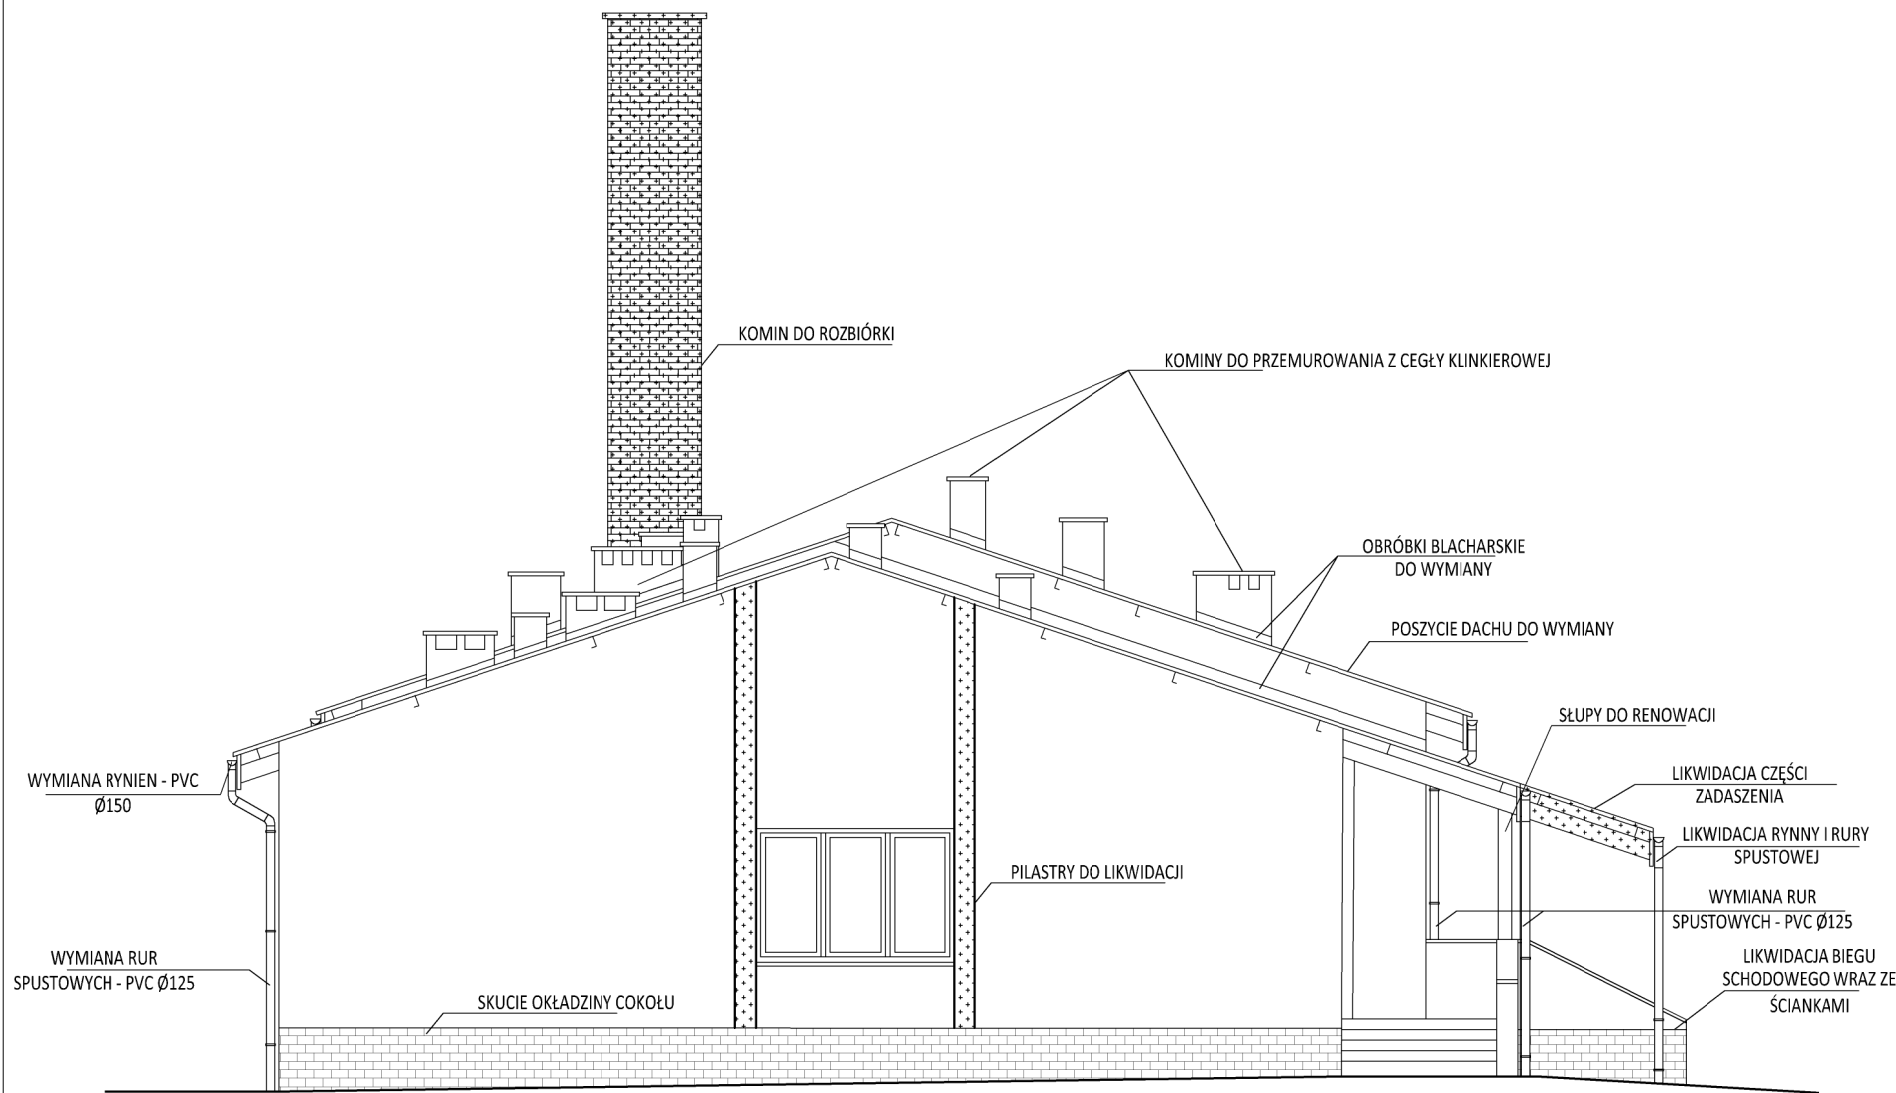 KOMIN DO ROZBIÓRKI
KOMINY DO PRZEMUROWANIA Z CEGŁY KLINKIEROWEJ
OBRÓBKI BLACHARSKIE
DO WYMIANY
POSZYCIE DACHU DO WYMIANY
SŁUPY DO RENOWACJI
WYMIANA RYNIEN - PVC
Ø150
LIKWIDACJA CZĘŚCI
ZADASZENIA
LIKWIDACJA RYNNY I RURY
SPUSTOWEJ
PILASTRY DO LIKWIDACJI
WYMIANA RUR
SPUSTOWYCH - PVC Ø125
WYMIANA RUR
SPUSTOWYCH - PVC Ø125
LIKWIDACJA BIEGU
SCHODOWEGO WRAZ ZE
ŚCIANKAMI
SKUCIE OKŁADZINY COKOŁU